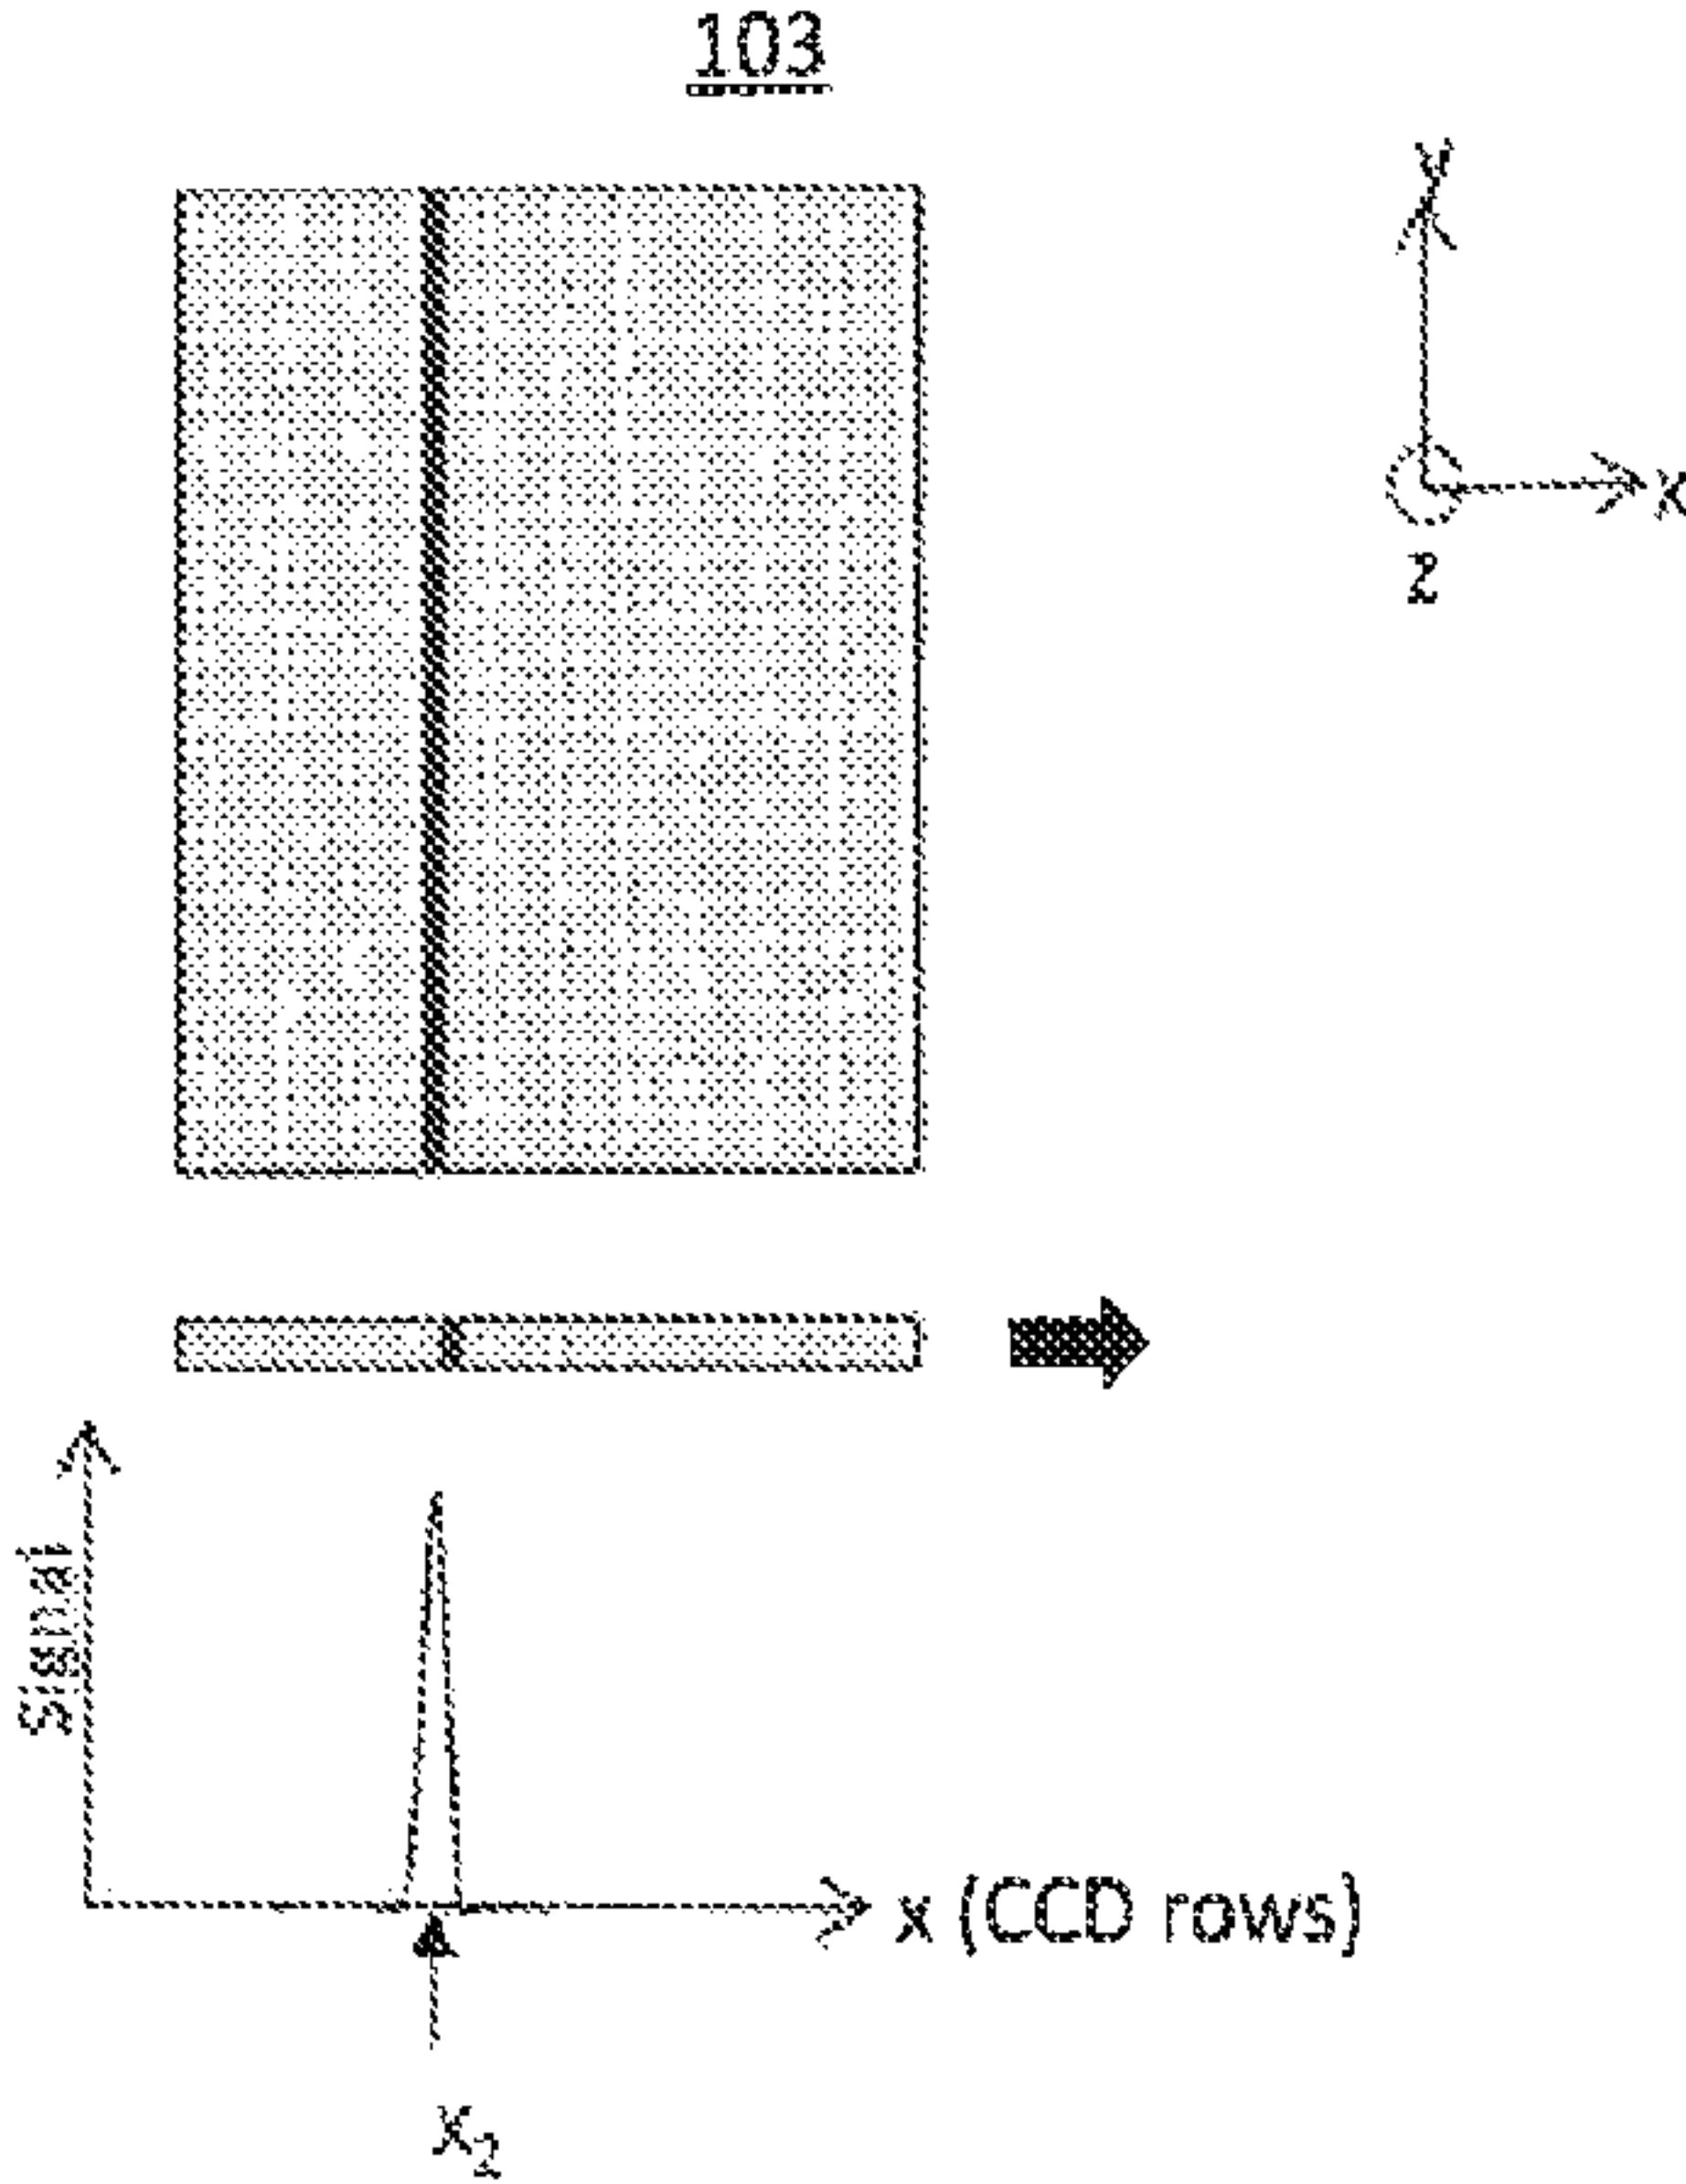 103
y
x
z
Signal
x (CCD rows)
x₂